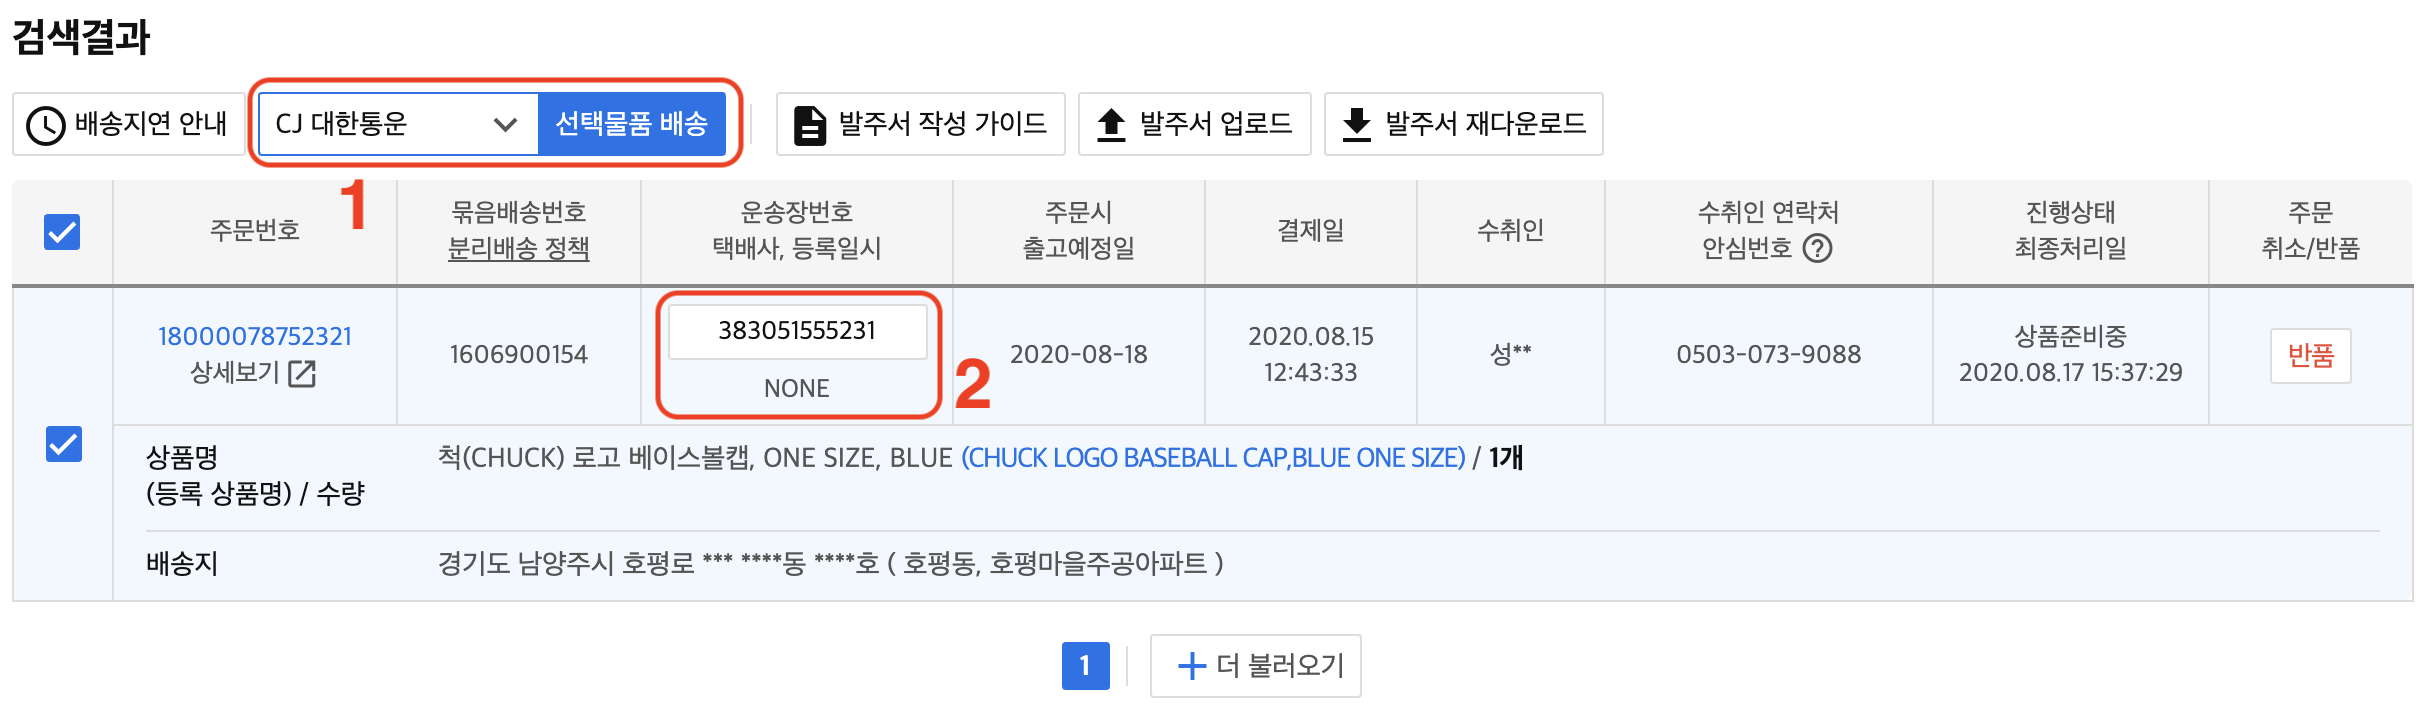 검색결과
배송지연 안내
CJ 대한통운
선택물품 배송
발주서 작성 가이드
발주서 업로드
발주서 재다운로드
1
주문번호
묶음배송번호
분리배송 정책
운송장번호
택배사, 등록일시
주문시
출고예정일
결제일
수취인
수취인 연락처
안심번호 ?
진행상태
최종처리일
주문
취소/반품
18000078752321
상세보기
1606900154
383051555231
NONE
2
2020-08-18
2020.08.15
12:43:33
성**
0503-073-9088
상품준비중
2020.08.17 15:37:29
반품
상품명
(등록 상품명) / 수량
척(CHUCK) 로고 베이스볼캡, ONE SIZE, BLUE (CHUCK LOGO BASEBALL CAP,BLUE ONE SIZE) / 1개
배송지
경기도 남양주시 호평로 *** ****동 ****호 ( 호평동, 호평마을주공아파트 )
1
+ 더 불러오기